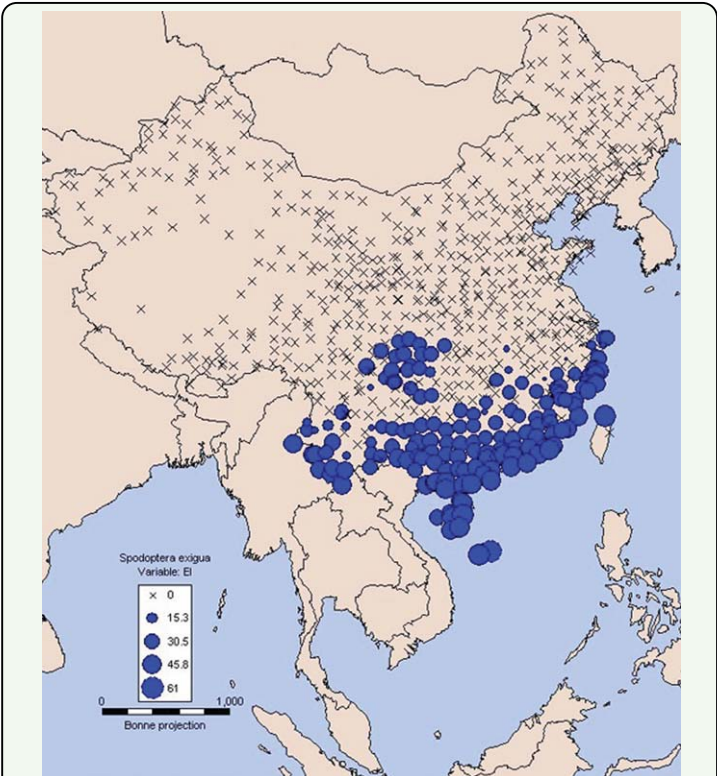 Spodoptera exigua
Variable: EI
× 0
15.3
30.5
45.8
61
0 1,000
Bonne projection